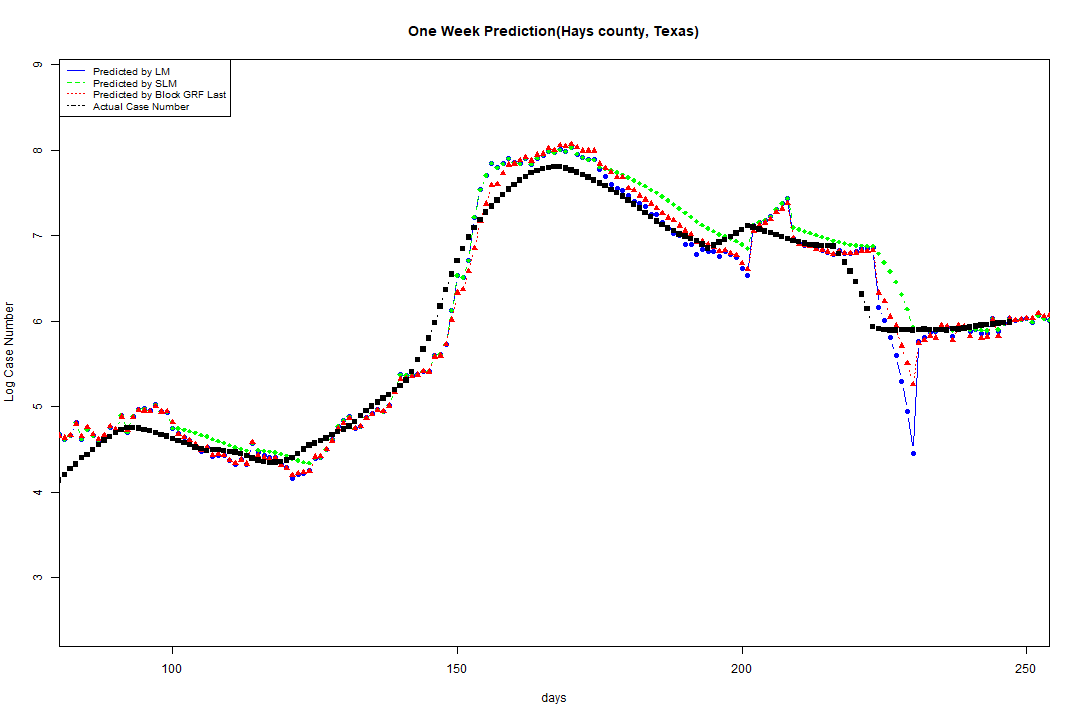 One Week Prediction(Hays county, Texas)
Predicted by LM
Predicted by SLM
Predicted by Block GRF Last
Actual Case Number
9
8
7
6
5
4
3
Log Case Number
100 150 200 250
days